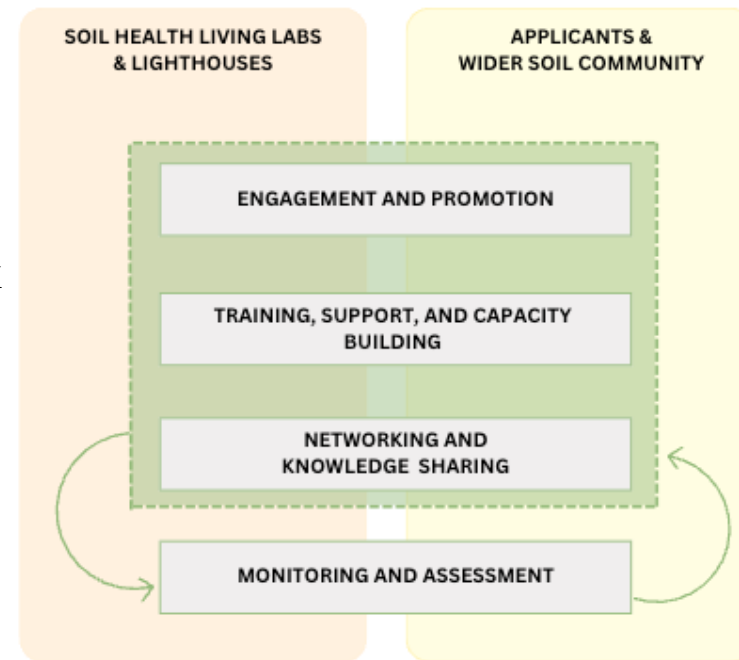 SOIL HEALTH LIVING LABS
& LIGHTHOUSES
APPLICANTS &
WIDER SOIL COMMUNITY
ENGAGEMENT AND PROMOTION
TRAINING, SUPPORT, AND CAPACITY
BUILDING
NETWORKING AND
KNOWLEDGE SHARING
MONITORING AND ASSESSMENT